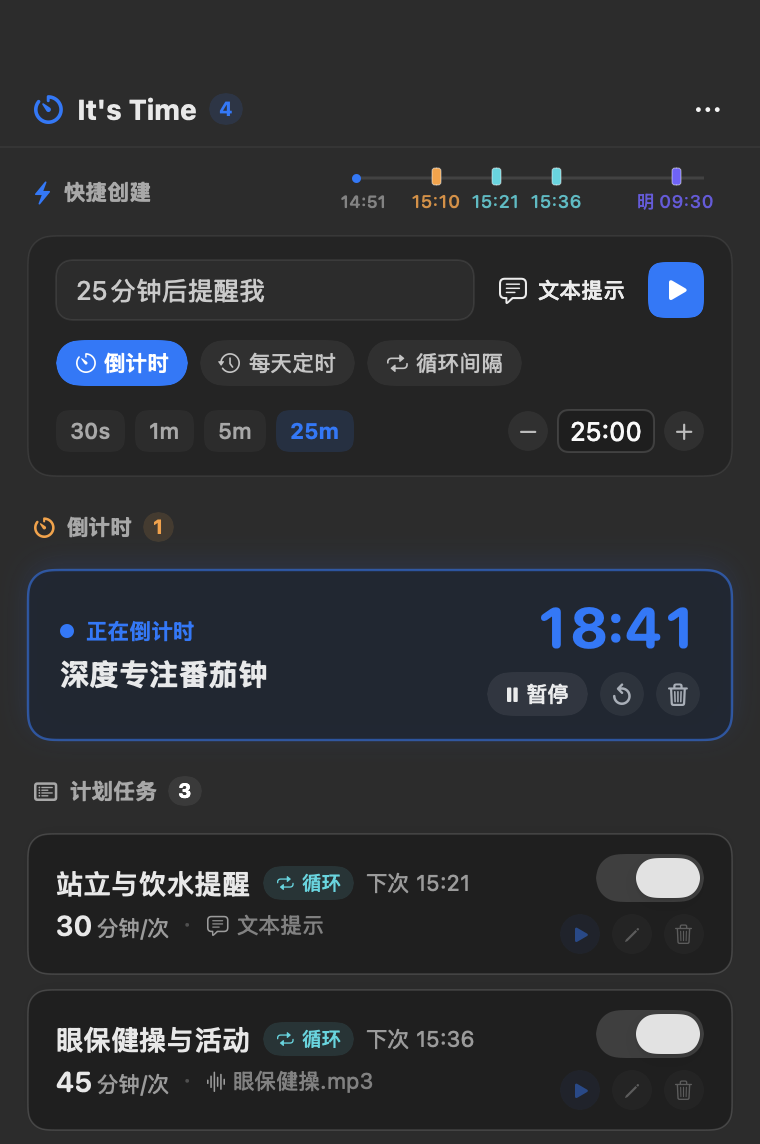 It's Time 4
快捷创建
14:51 15:10 15:21 15:36 明 09:30
25分钟后提醒我 文本提示
倒计时 每天定时 循环间隔
30s 1m 5m 25m 25:00
倒计时 1
正在倒计时
18:41
深度专注番茄钟
暂停
计划任务 3
站立与饮水提醒 循环 下次 15:21
30 分钟/次 · 文本提示
眼保健操与活动 循环 下次 15:36
45 分钟/次 · 眼保健操.mp3